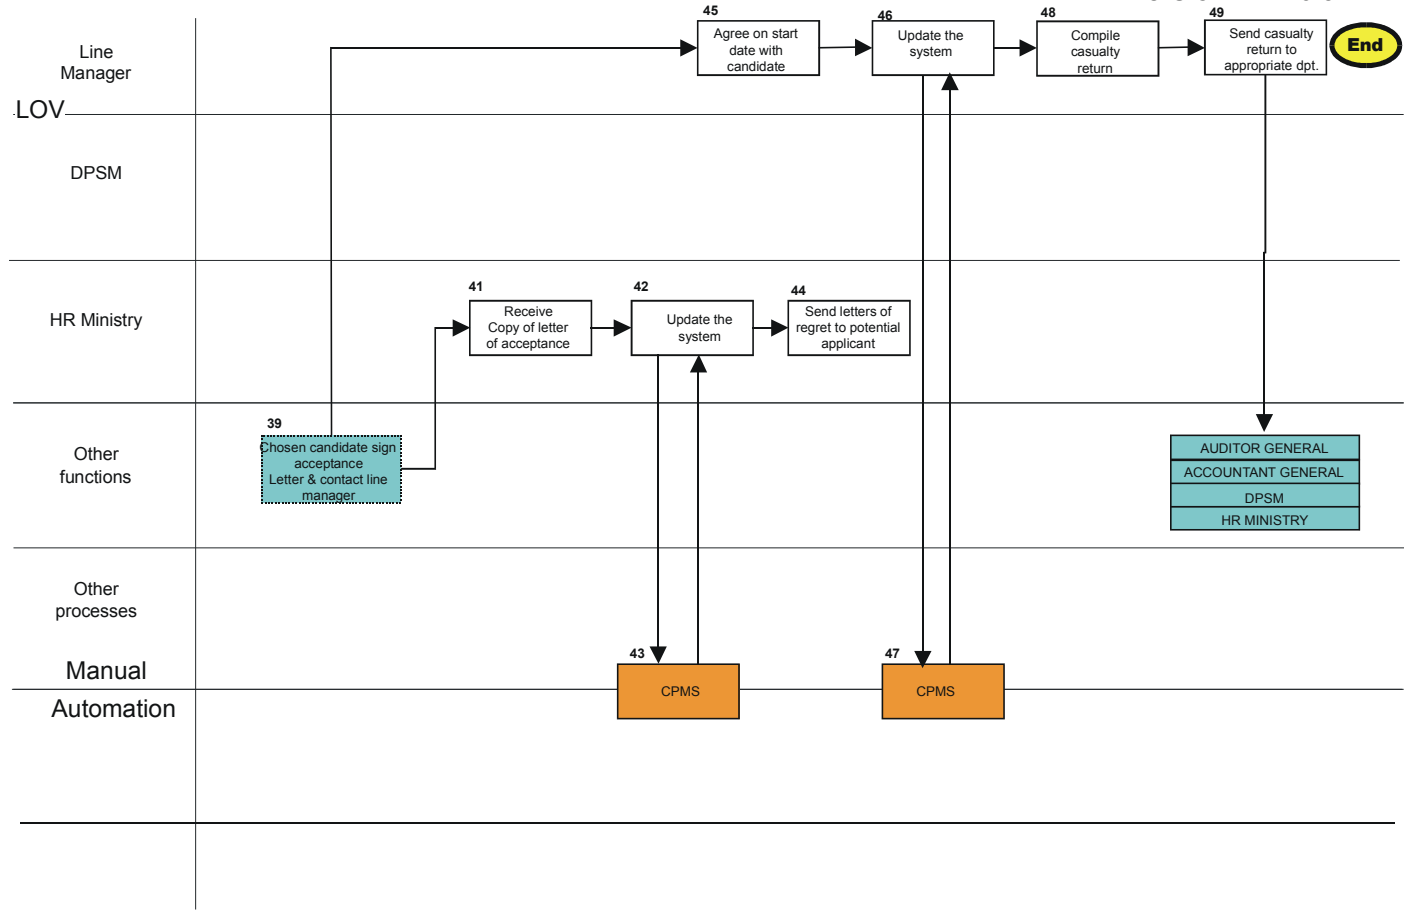 45
46
48
49
Line
Manager
Agree on start
date with
candidate
Update the
system
Compile
casualty
return
Send casualty
return to
appropriate dpt.
End
LOV
DPSM
HR Ministry
41
42
44
Receive
Copy of letter
of acceptance
Update the
system
Send letters of
regret to potential
applicant
Other
functions
39
Chosen candidate sign
acceptance
Letter & contact line
manager
AUDITOR GENERAL
ACCOUNTANT GENERAL
DPSM
HR MINISTRY
Other
processes
Manual
43
47
CPMS
CPMS
Automation